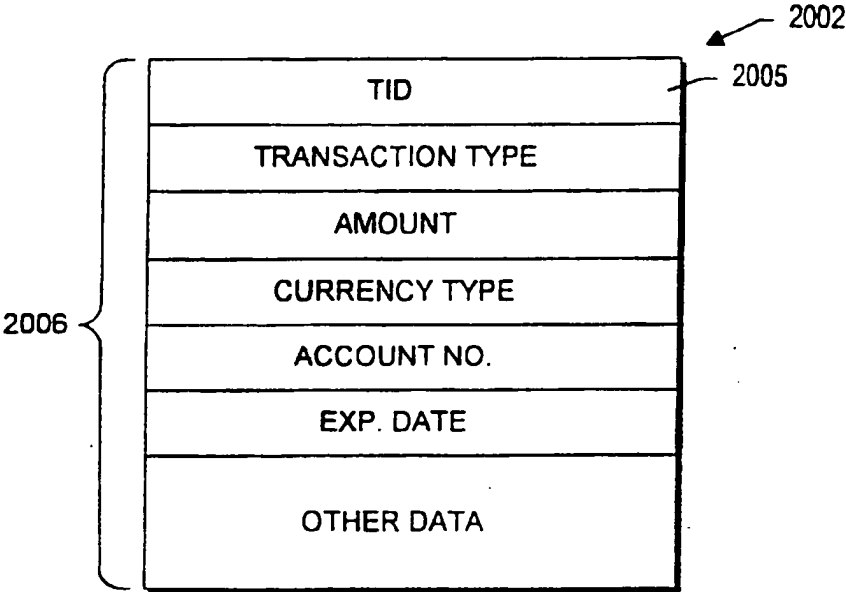 2002
TID
2005
TRANSACTION TYPE
AMOUNT
CURRENCY TYPE
2006
ACCOUNT NO.
EXP. DATE
OTHER DATA